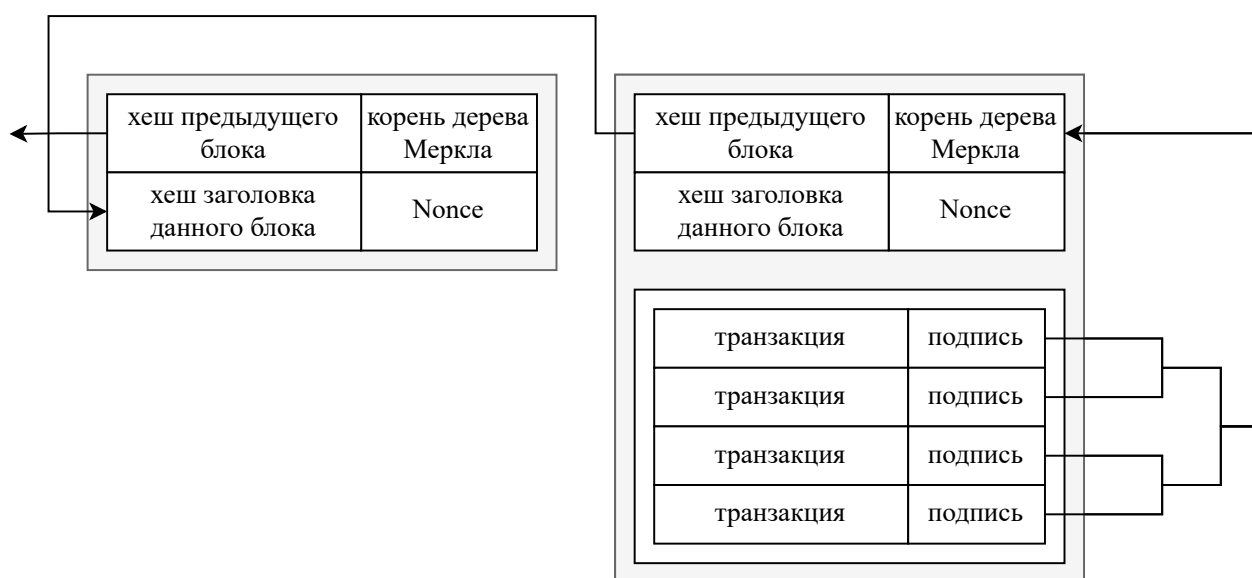 хеш предыдущего
блока
корень дерева
Меркла
хеш заголовка
данного блока
Nonce
хеш предыдущего
блока
корень дерева
Меркла
хеш заголовка
данного блока
Nonce
транзакция
подпись
транзакция
подпись
транзакция
подпись
транзакция
подпись